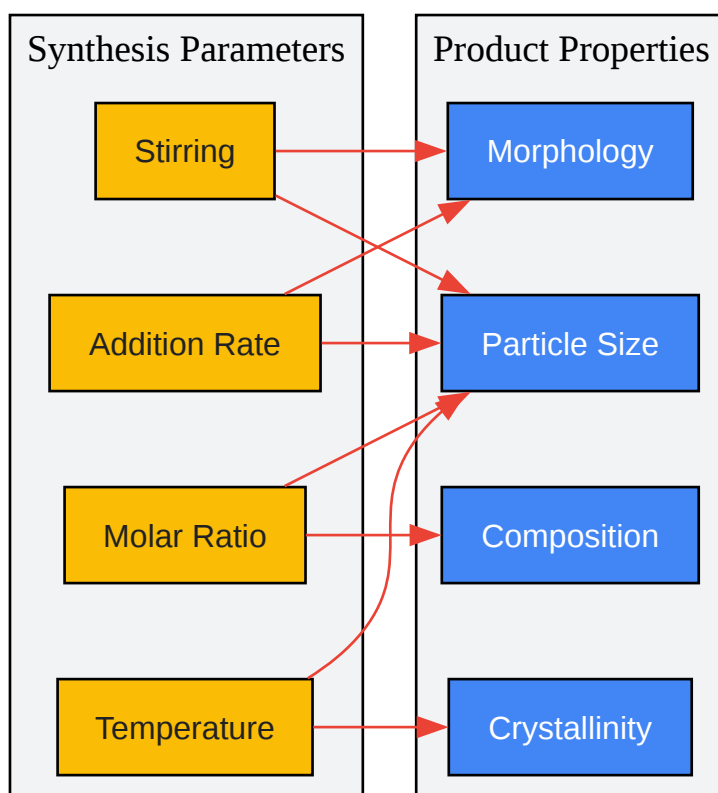 Synthesis Parameters
Product Properties
Stirring
Morphology
Addition Rate
Particle Size
Molar Ratio
Composition
Temperature
Crystallinity